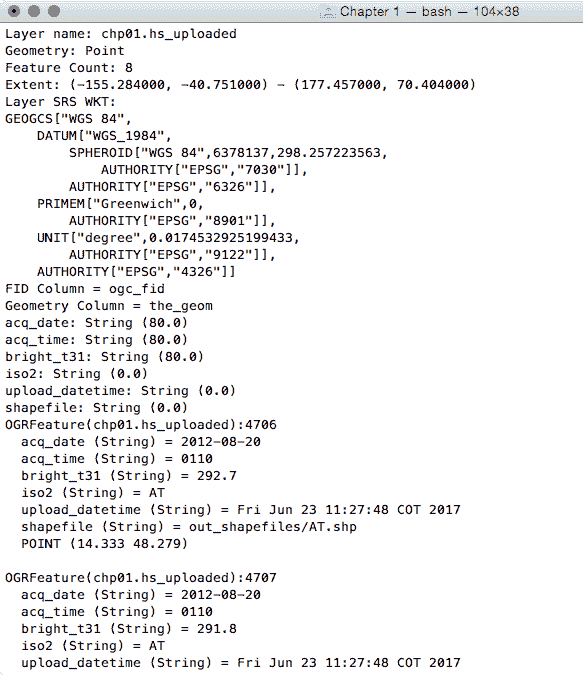 Chapter 1 — bash — 104×38
Layer name: chp01.hs_uploaded
Geometry: Point
Feature Count: 8
Extent: (-155.284000, -40.751000) - (177.457000, 70.404000)
Layer SRS WKT:
GEOGCS["WGS 84",
    DATUM["WGS_1984",
        SPHEROID["WGS 84",6378137,298.257223563,
            AUTHORITY["EPSG","7030"]],
        AUTHORITY["EPSG","6326"]],
    PRIMEM["Greenwich",0,
        AUTHORITY["EPSG","8901"]],
    UNIT["degree",0.0174532925199433,
        AUTHORITY["EPSG","9122"]],
    AUTHORITY["EPSG","4326"]]
FID Column = ogc_fid
Geometry Column = the_geom
acq_date: String (80.0)
acq_time: String (80.0)
bright_t31: String (80.0)
iso2: String (0.0)
upload_datetime: String (0.0)
shapefile: String (0.0)
OGRFeature(chp01.hs_uploaded):4706
  acq_date (String) = 2012-08-20
  acq_time (String) = 0110
  bright_t31 (String) = 292.7
  iso2 (String) = AT
  upload_datetime (String) = Fri Jun 23 11:27:48 COT 2017
  shapefile (String) = out_shapefiles/AT.shp
  POINT (14.333 48.279)

OGRFeature(chp01.hs_uploaded):4707
  acq_date (String) = 2012-08-20
  acq_time (String) = 0110
  bright_t31 (String) = 291.8
  iso2 (String) = AT
  upload_datetime (String) = Fri Jun 23 11:27:48 COT 2017